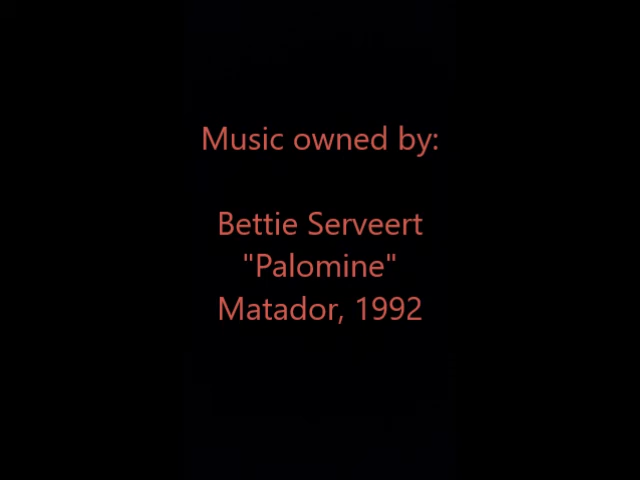 Music owned by:
Bettie Serveert
"Palomine"
Matador, 1992